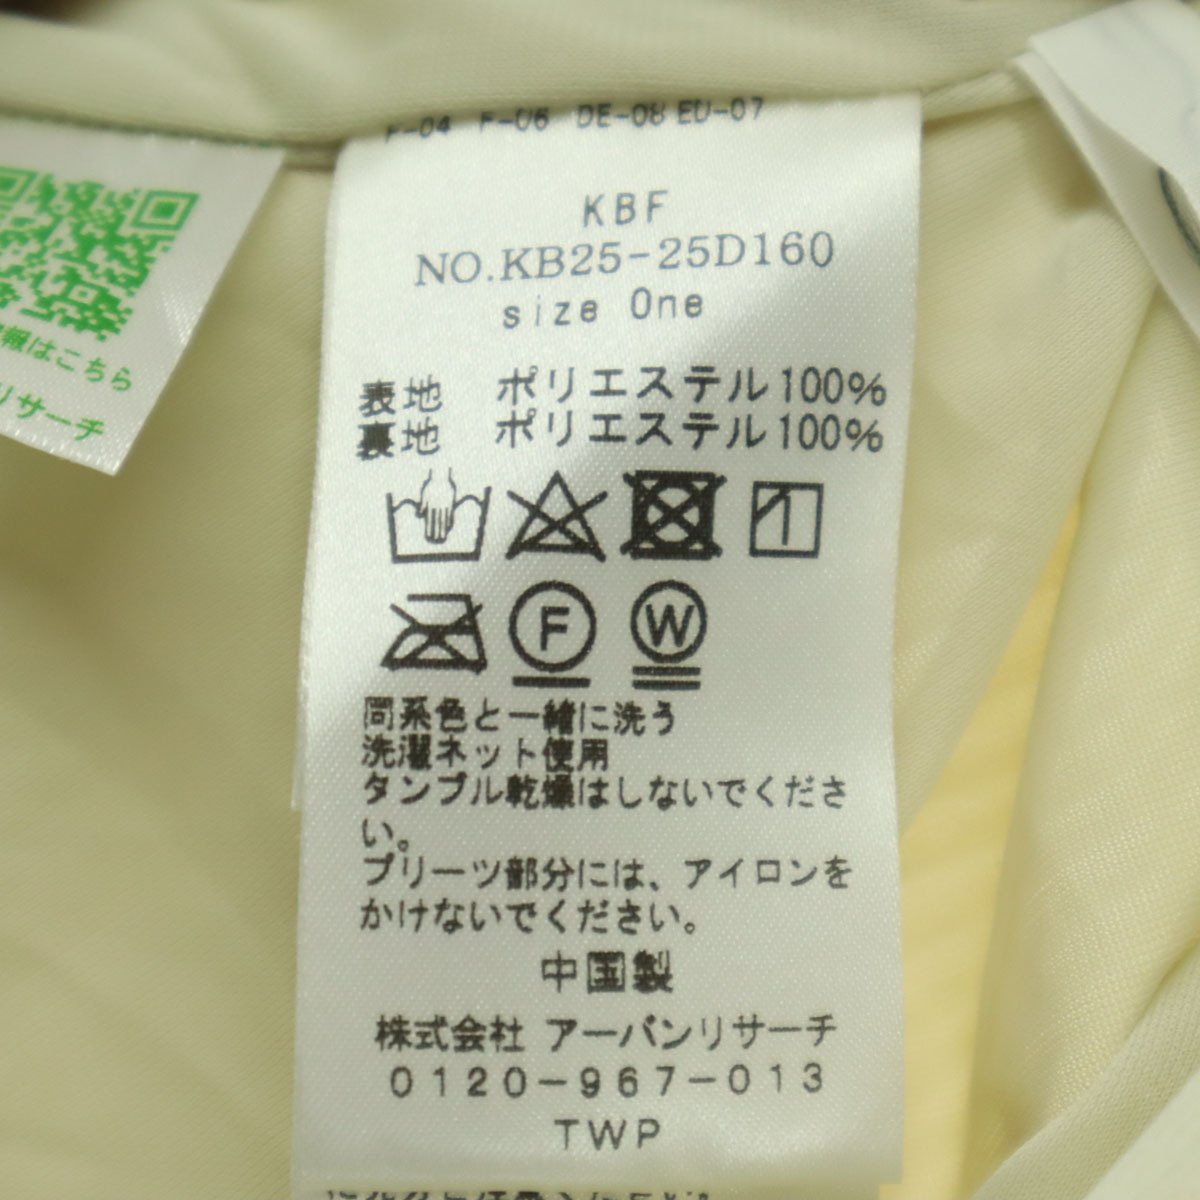 F-04 F-06 DE-08 ED-07
KBF
NO.KB25-25D160
size One
表地 ポリエステル100%
裏地 ポリエステル100%
F
W
同系色と一緒に洗う
洗濯ネット使用
タンブル乾燥はしないでくださ
い。
プリーツ部分には、アイロンを
かけないでください。
中国製
株式会社 アーバンリサーチ
0120-967-013
TWP
報はこちら
リサーチ